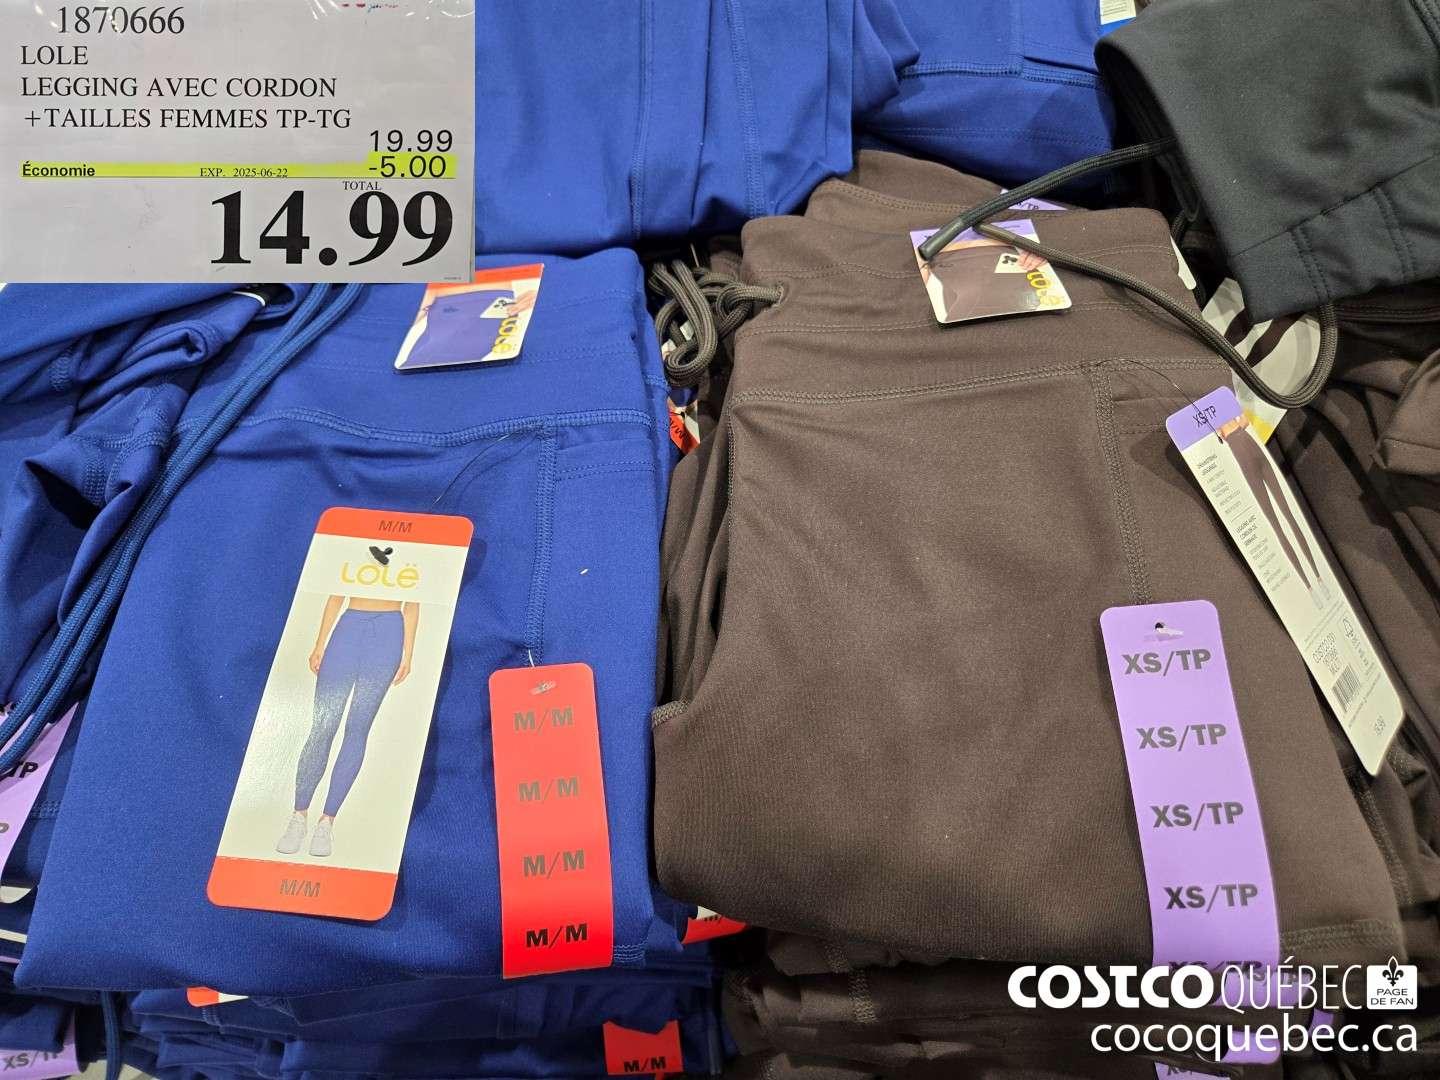 1870666
LOLE
LEGGING AVEC CORDON
+TAILLES FEMMES TP-TG
19.99
Économie EXP. 2025-06-22 -5.00
TOTAL
14.99
XS/TP
M/M
LOLË
M/M
M/M
M/M
M/M
M/M
XS/TP
XS/TP
XS/TP
XS/TP
XS/TP
M/M
XS/TP
COSTCO QUÉBEC
PAGE
DE FAN
cocoquebec.ca